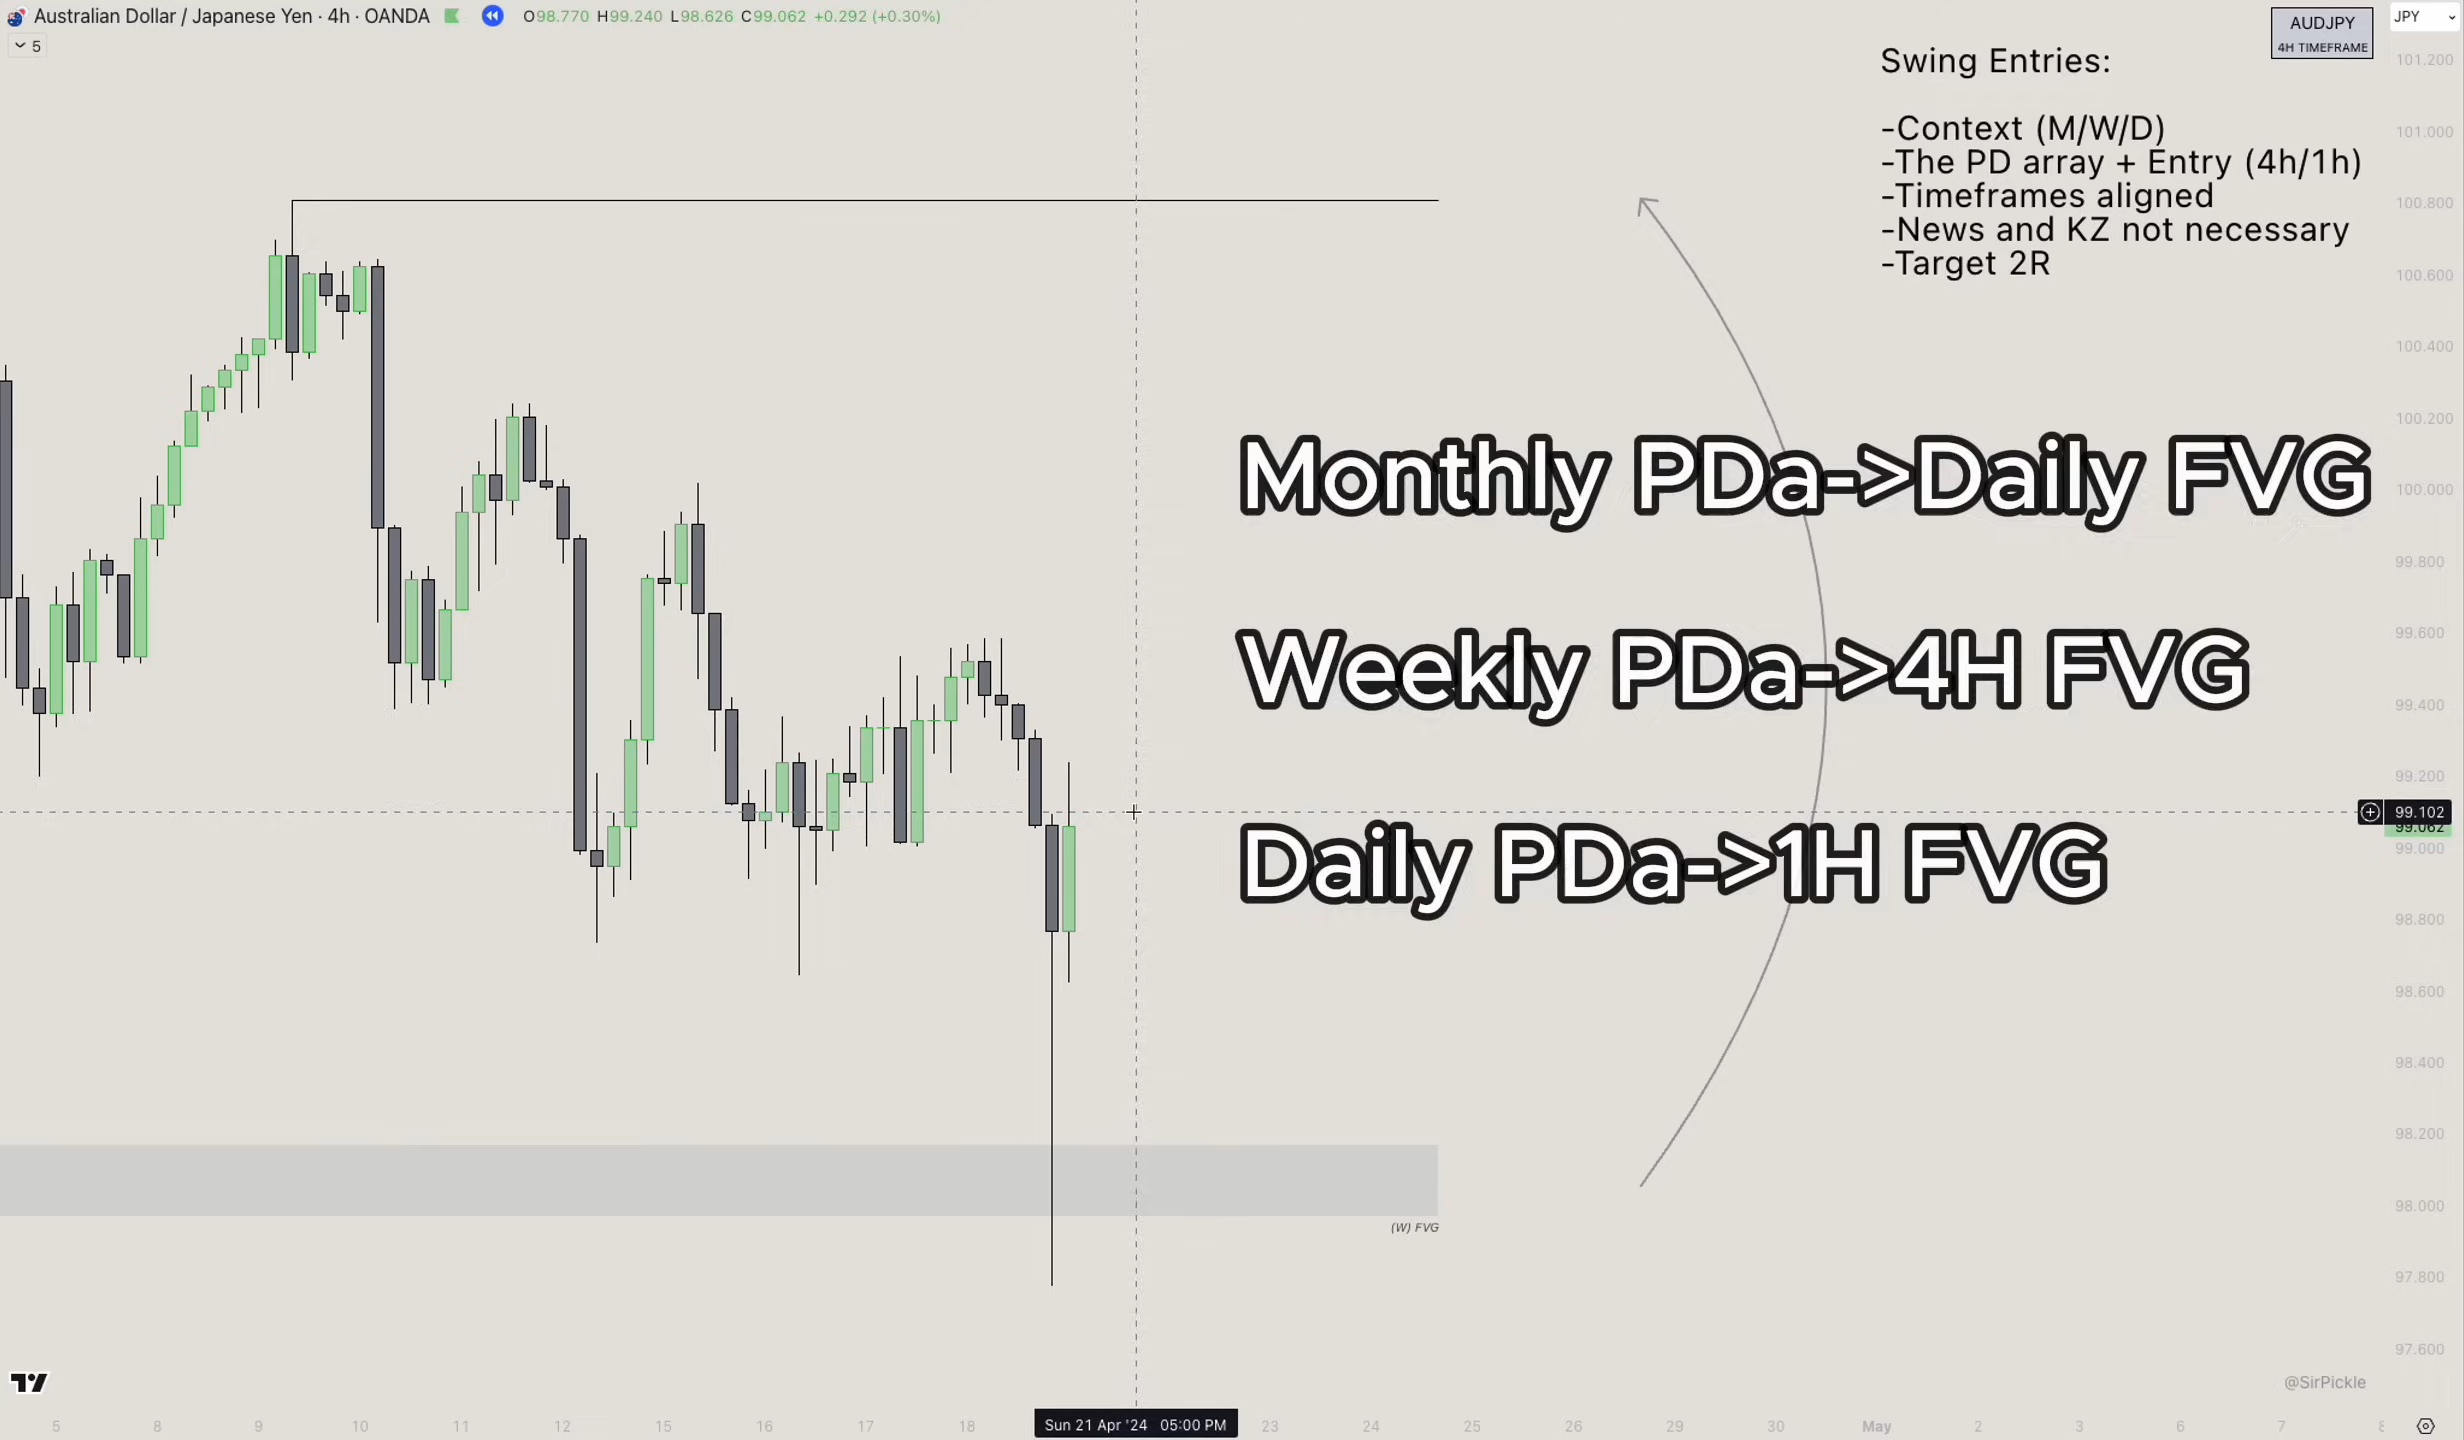 Australian Dollar / Japanese Yen · 4h · OANDA
O98.770 H99.240 L98.626 C99.062 +0.292 (+0.30%)
5
AUDJPY
4H TIMEFRAME
JPY
Swing Entries:
-Context (M/W/D)
-The PD array + Entry (4h/1h)
-Timeframes aligned
-News and KZ not necessary
-Target 2R
Monthly PDa->Daily FVG
Weekly PDa->4H FVG
Daily PDa->1H FVG
(W) FVG
101.200
101.000
100.800
100.600
100.400
100.200
100.000
99.800
99.600
99.400
99.200
99.102
99.062
99.000
98.800
98.600
98.400
98.200
98.000
97.800
97.600
@SirPickle
5 8 9 10 11 12 15 16 17 18 Sun 21 Apr '24 05:00 PM 23 24 25 26 29 30 May 2 3 6 7 8